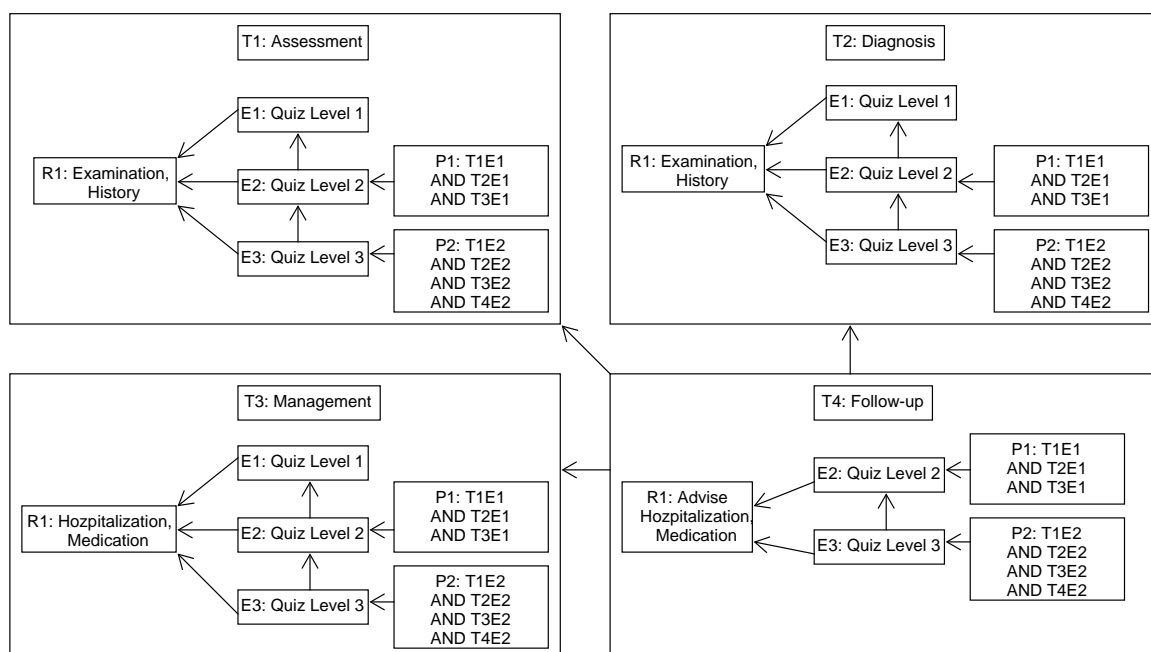 T1: Assessment
E1: Quiz Level 1
R1: Examination,
History
E2: Quiz Level 2
P1: T1E1
AND T2E1
AND T3E1
E3: Quiz Level 3
P2: T1E2
AND T2E2
AND T3E2
AND T4E2
T2: Diagnosis
E1: Quiz Level 1
R1: Examination,
History
E2: Quiz Level 2
P1: T1E1
AND T2E1
AND T3E1
E3: Quiz Level 3
P2: T1E2
AND T2E2
AND T3E2
AND T4E2
T3: Management
E1: Quiz Level 1
R1: Hozpitalization,
Medication
E2: Quiz Level 2
P1: T1E1
AND T2E1
AND T3E1
E3: Quiz Level 3
P2: T1E2
AND T2E2
AND T3E2
AND T4E2
T4: Follow-up
E2: Quiz Level 2
P1: T1E1
AND T2E1
AND T3E1
R1: Advise
Hozpitalization,
Medication
E3: Quiz Level 3
P2: T1E2
AND T2E2
AND T3E2
AND T4E2